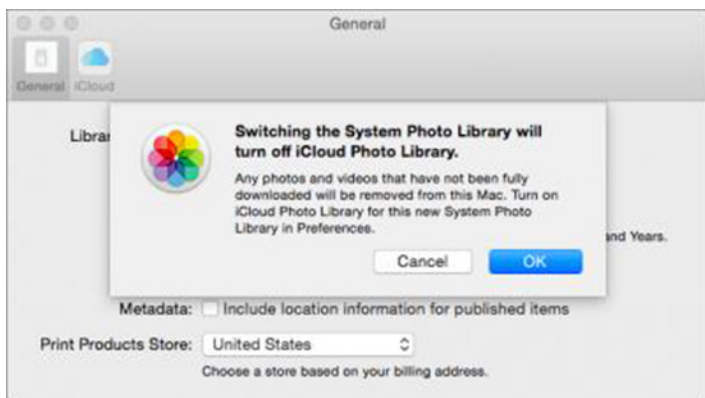 General
General iCloud
Switching the System Photo Library will
turn off iCloud Photo Library.
Any photos and videos that have not been fully
downloaded will be removed from this Mac. Turn on
iCloud Photo Library for this new System Photo
Library in Preferences.
Cancel OK
Librar
and Years.
Metadata: Include location information for published items
Print Products Store: United States
Choose a store based on your billing address.